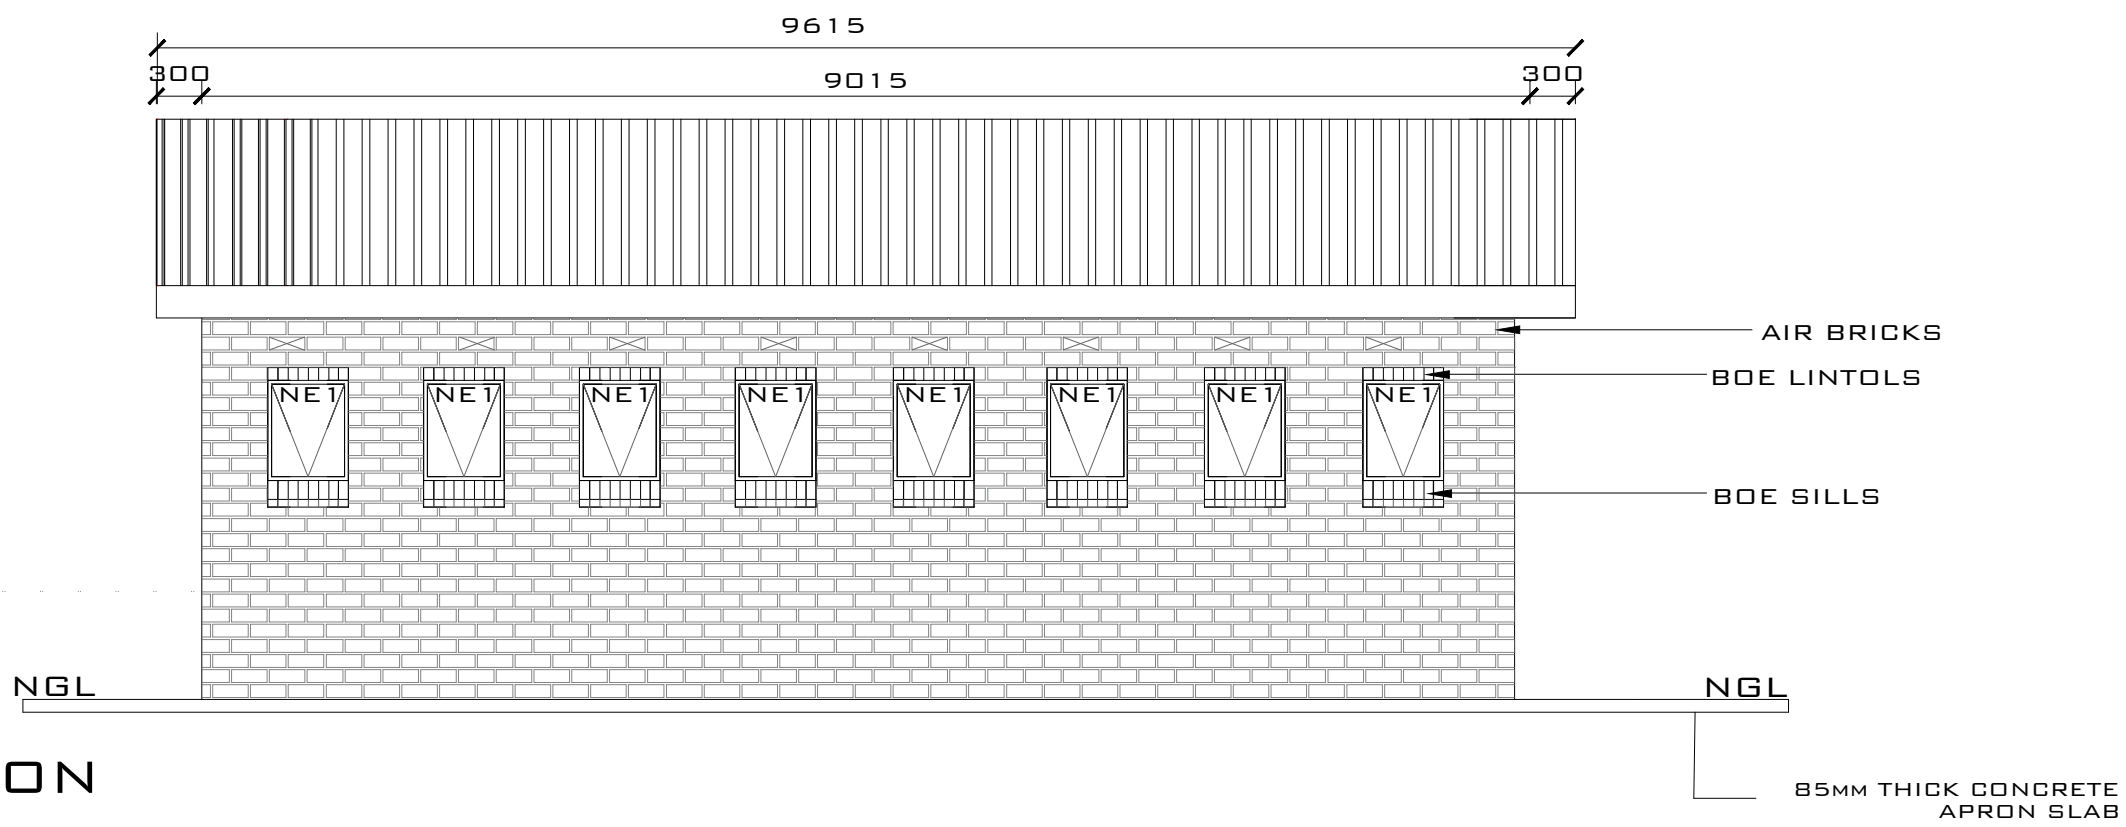 9615
300
9015
300
AIR BRICKS
BOE LINTOLS
NE1 NE1 NE1 NE1 NE1 NE1 NE1 NE1
BOE SILLS
NGL
NGL
ON
85MM THICK CONCRETE
APRON SLAB